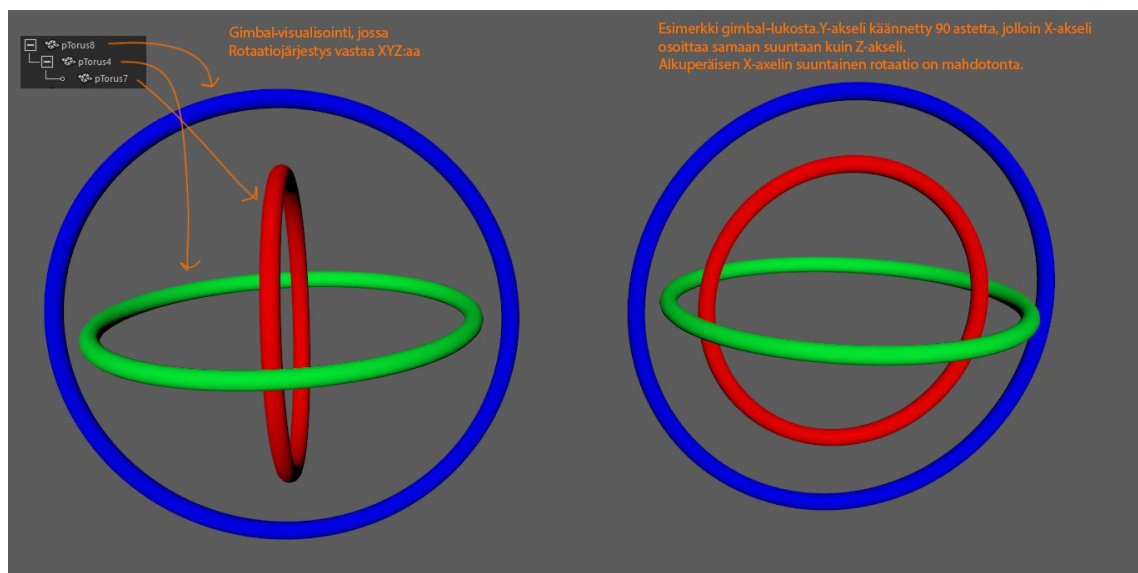 pTorus8
pTorus4
pTorus7
Gimbal-visualisointi, jossa
Rotaatiojärjestys vastaa XYZ:aa
Esimerkki gimbal-lukosta.Y-akseli käännetty 90 astetta, jolloin X-akseli
osoittaa samaan suuntaan kuin Z-akseli.
Alkuperäisen X-axelin suuntainen rotaatio on mahdotonta.